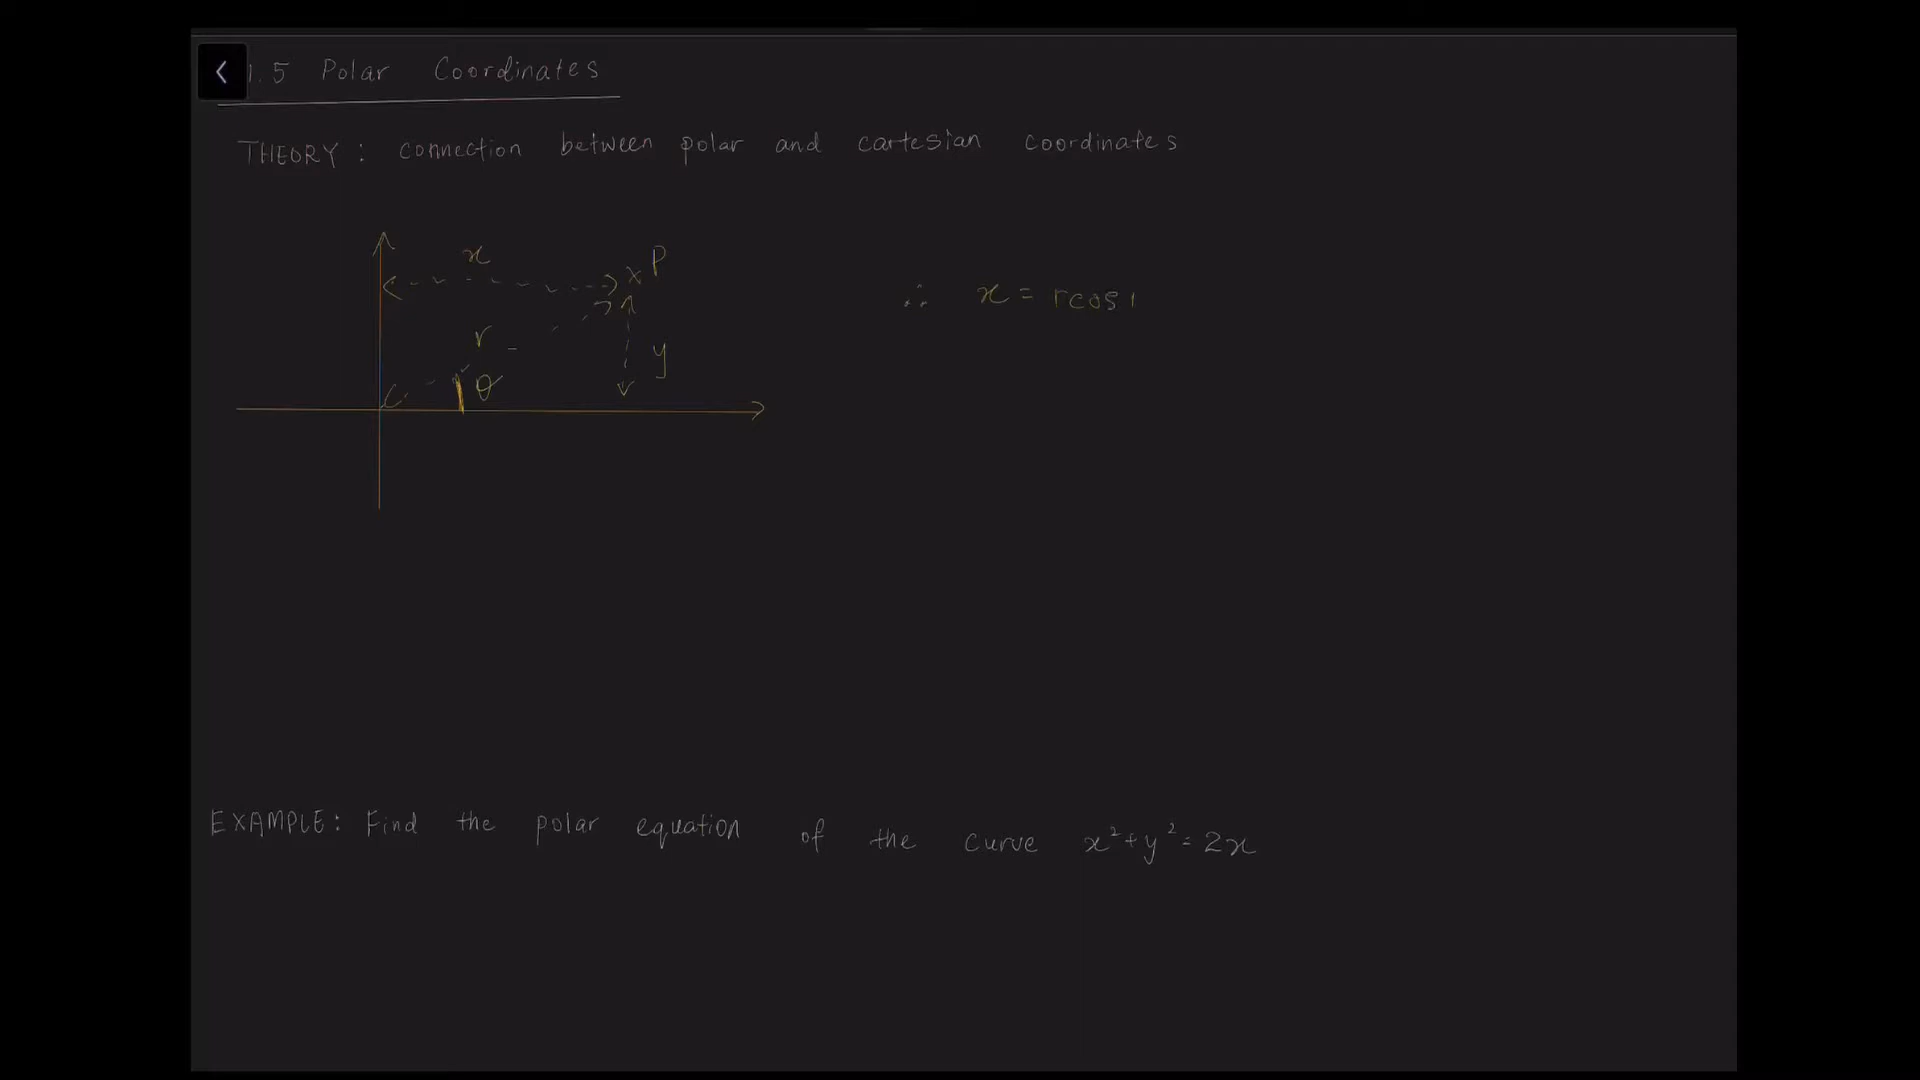 1.5 Polar Coordinates
THEORY: connection between polar and cartesian coordinates
x
P
∴ x = rcos
r
y
θ
EXAMPLE: Find the polar equation of the curve x²+y²=2x